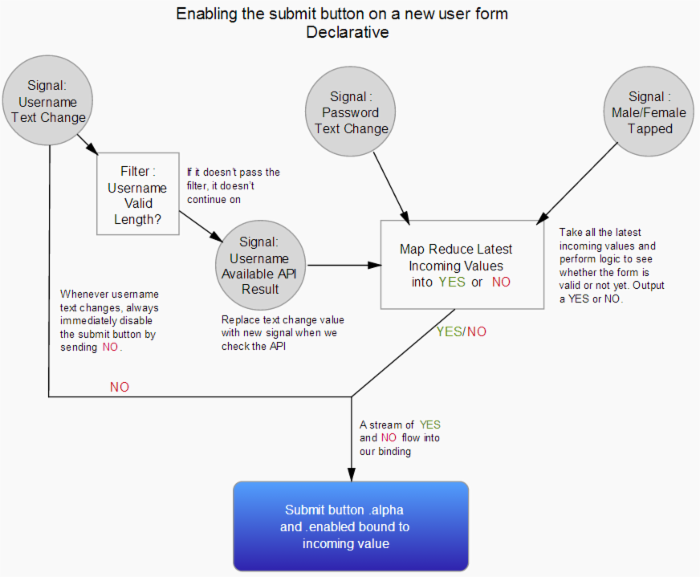 Enabling the submit button on a new user form
Declarative
Signal:
Username
Text Change
Signal :
Password
Text Change
Signal :
Male/Female
Tapped
Filter :
Username
Valid
Length?
If it doesn't pass the
filter, it doesn't
continue on
Signal:
Username
Available API
Result
Map Reduce Latest
Incoming Values
into YES or NO
Take all the latest
incoming values and
perform logic to see
whether the form is
valid or not yet. Output
a YES or NO.
Whenever username
text changes, always
immediately disable
the submit button by
sending NO.
Replace text change value
with new signal when we
check the API
YES/NO
NO
A stream of YES
and NO flow into
our binding
Submit button .alpha
and .enabled bound to
incoming value